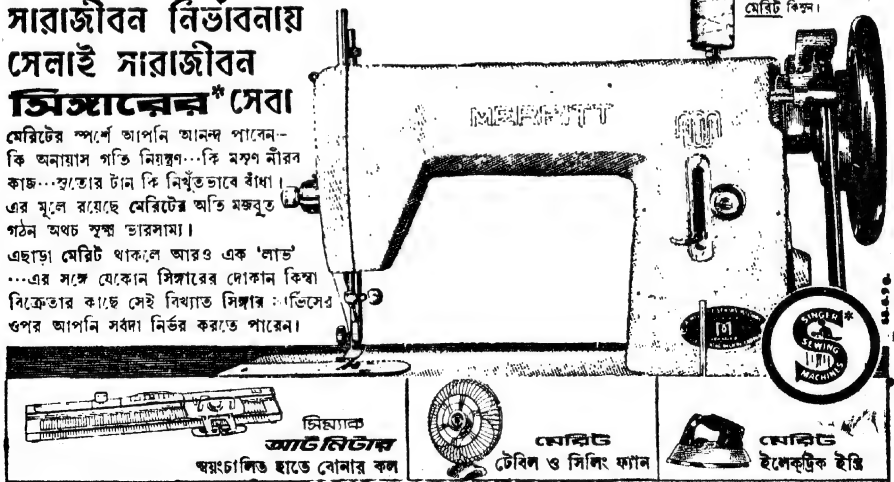 মেরিট কিনুন।
সারাজীবন নির্ভাবনায়
সেলাই সারাজীবন
সিঙ্গারের* সেবা
মেরিটের স্পর্শে আপনি আনন্দ পাবেন—
কি অনায়াস গতি নিয়ন্ত্রণ···কি মসৃণ নীরব
কাজ···সুতোর টান কি নিখুঁতভাবে বাঁধা।
এর মূলে রয়েছে মেরিটের অতি মজবুত
গঠন অথচ সূক্ষ্ম ভারসাম্য।
এছাড়া মেরিট থাকলে আরও এক 'লাভ'
···এর সঙ্গে যেকোন সিঙ্গারের দোকান কিম্বা
বিক্রেতার কাছে সেই বিখ্যাত সিঙ্গার সার্ভিসের
ওপর আপনি সর্বদা নির্ভর করতে পারেন।
MERRITT
SINGER
S*
SEWING
MACHINES
সিম্যাক
অটিমিটার
স্বয়ংচালিত হাতে বোনার কল
মেরিট
টেবিল ও সিলিং ফ্যান
মেরিট
ইলেকট্রিক ইস্ত্রি